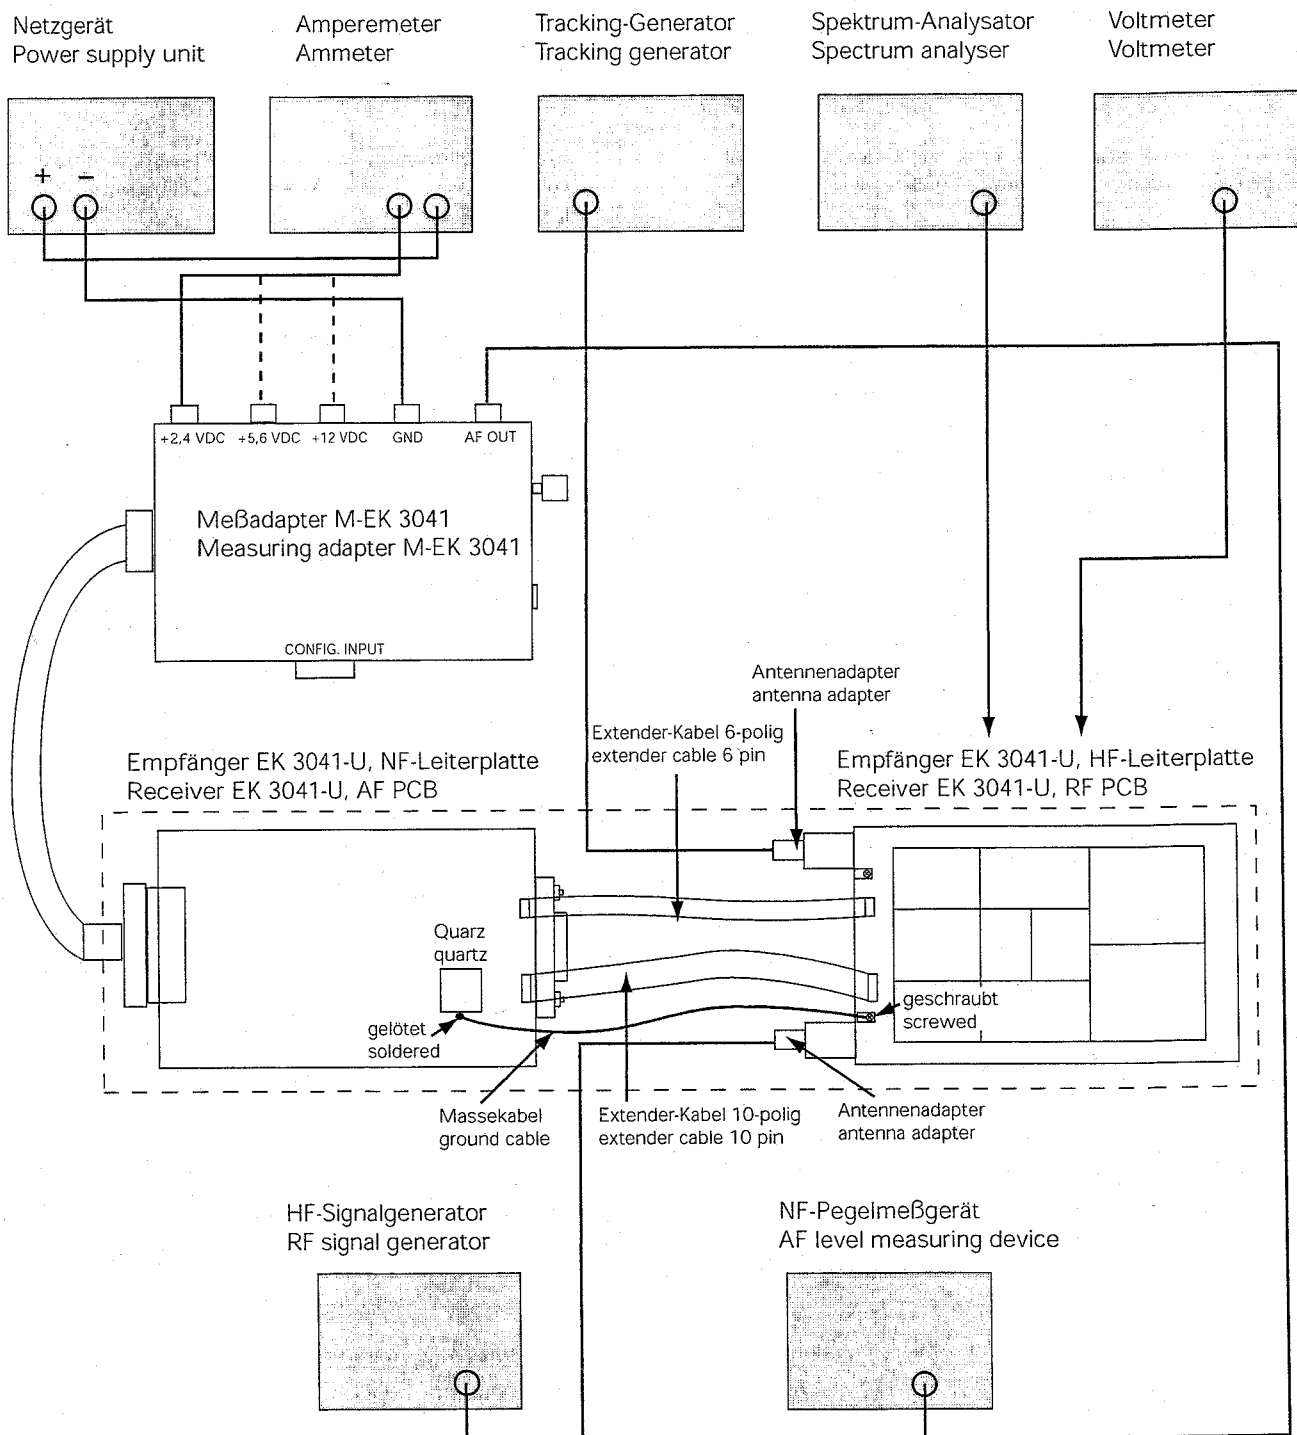 Netzgerät
Power supply unit
Amperemeter
Ammeter
Tracking-Generator
Tracking generator
Spektrum-Analysator
Spectrum analyser
Voltmeter
Voltmeter
+ –
+2,4 VDC
+5,6 VDC
+12 VDC
GND
AF OUT
Meßadapter M-EK 3041
Measuring adapter M-EK 3041
CONFIG. INPUT
Antennenadapter
antenna adapter
Extender-Kabel 6-polig
extender cable 6 pin
Empfänger EK 3041-U, NF-Leiterplatte
Receiver EK 3041-U, AF PCB
Empfänger EK 3041-U, HF-Leiterplatte
Receiver EK 3041-U, RF PCB
Quarz
quartz
gelötet
soldered
geschraubt
screwed
Massekabel
ground cable
Extender-Kabel 10-polig
extender cable 10 pin
Antennenadapter
antenna adapter
HF-Signalgenerator
RF signal generator
NF-Pegelmeßgerät
AF level measuring device